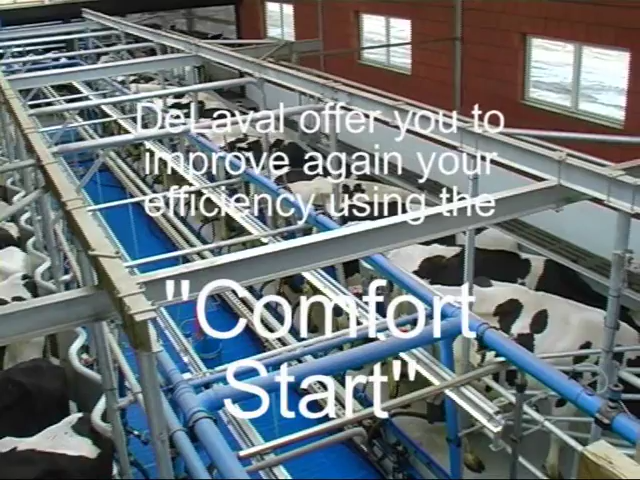 DeLaval offer you to
improve again your
efficiency using the
"Comfort
Start"